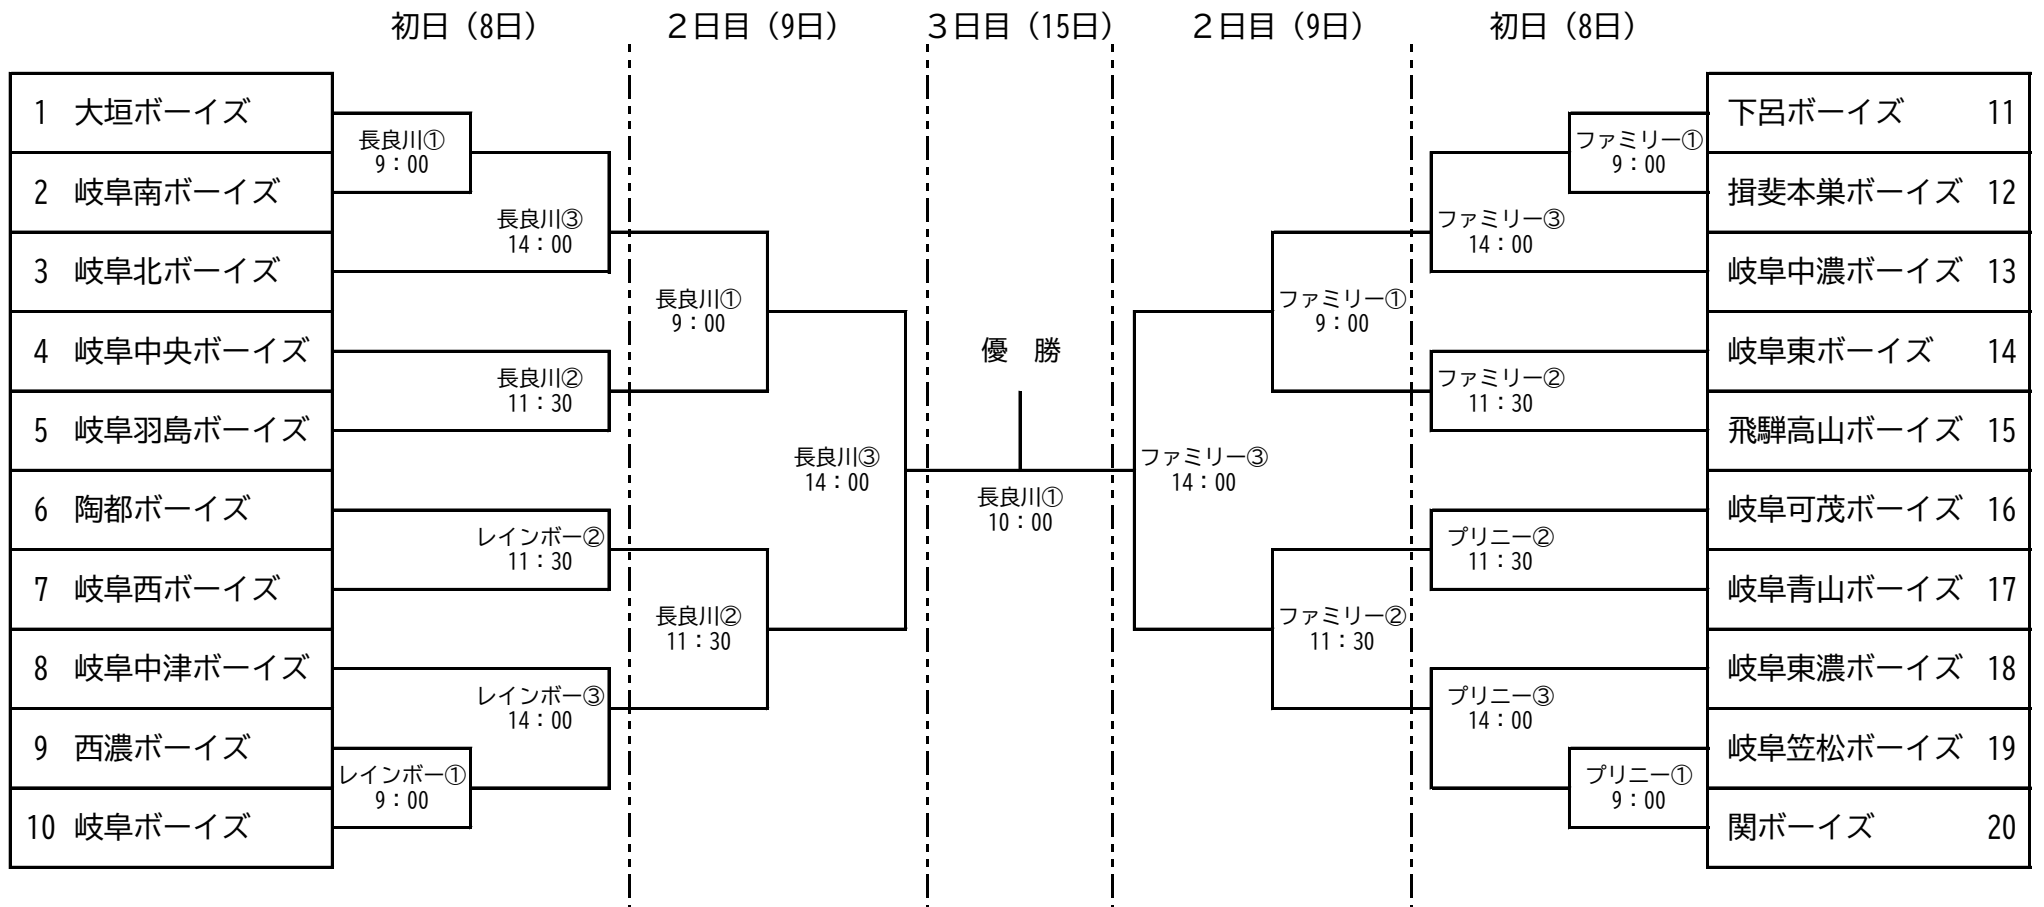 初日（8日）
２日目（9日）
３日目（15日）
２日目（9日）
初日（8日）
1 大垣ボーイズ
2 岐阜南ボーイズ
3 岐阜北ボーイズ
4 岐阜中央ボーイズ
5 岐阜羽島ボーイズ
6 陶都ボーイズ
7 岐阜西ボーイズ
8 岐阜中津ボーイズ
9 西濃ボーイズ
10 岐阜ボーイズ
長良川①
9：00
長良川③
14：00
長良川②
11：30
レインボー②
11：30
レインボー③
14：00
レインボー①
9：00
長良川①
9：00
長良川②
11：30
長良川③
14：00
優 勝
長良川①
10：00
ファミリー③
14：00
ファミリー①
9：00
ファミリー②
11：30
ファミリー①
9：00
ファミリー③
14：00
ファミリー②
11：30
プリニー②
11：30
プリニー③
14：00
プリニー①
9：00
下呂ボーイズ 11
揖斐本巣ボーイズ 12
岐阜中濃ボーイズ 13
岐阜東ボーイズ 14
飛騨高山ボーイズ 15
岐阜可茂ボーイズ 16
岐阜青山ボーイズ 17
岐阜東濃ボーイズ 18
岐阜笠松ボーイズ 19
関ボーイズ 20